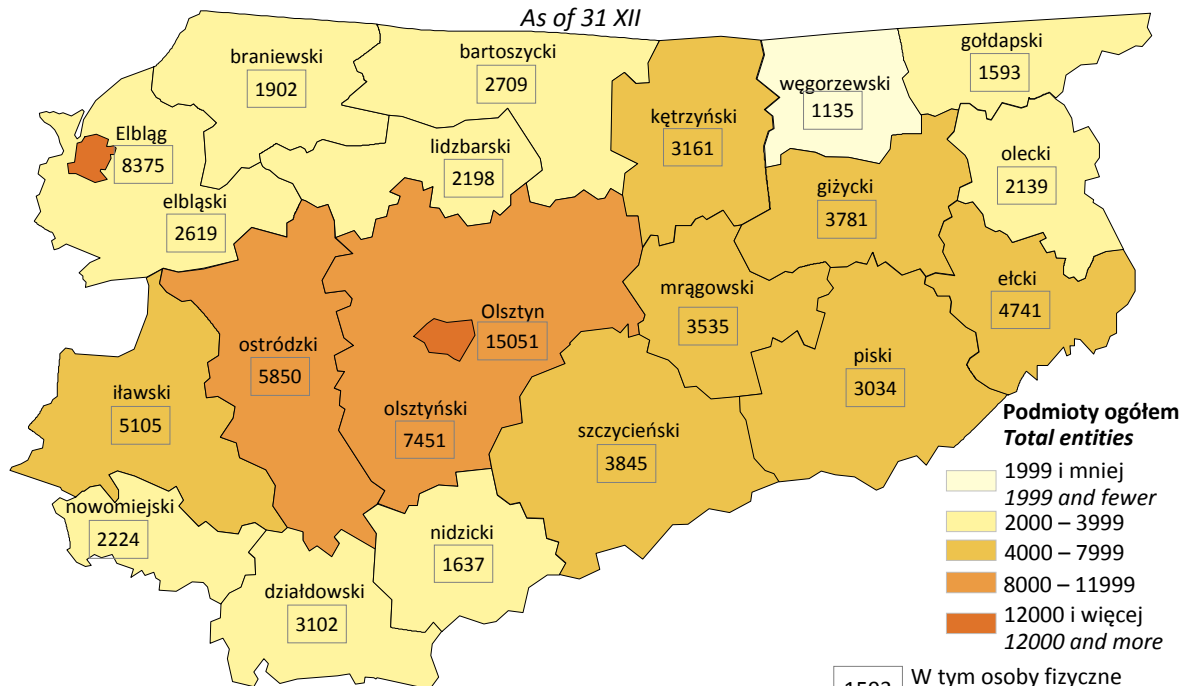 As of 31 XII
braniewski
1902
bartoszycki
2709
gołdapski
1593
węgorzewski
1135
kętrzyński
3161
Elbląg
8375
lidzbarski
2198
olecki
2139
giżycki
3781
elbląski
2619
mrągowski
3535
ełcki
4741
Olsztyn
15051
ostródzki
5850
piski
3034
iławski
5105
olsztyński
7451
szczycieński
3845
nowomiejski
2224
nidzicki
1637
działdowski
3102
Podmioty ogółem
Total entities
1999 i mniej
1999 and fewer
2000 – 3999
4000 – 7999
8000 – 11999
12000 i więcej
12000 and more
W tym osoby fizyczne